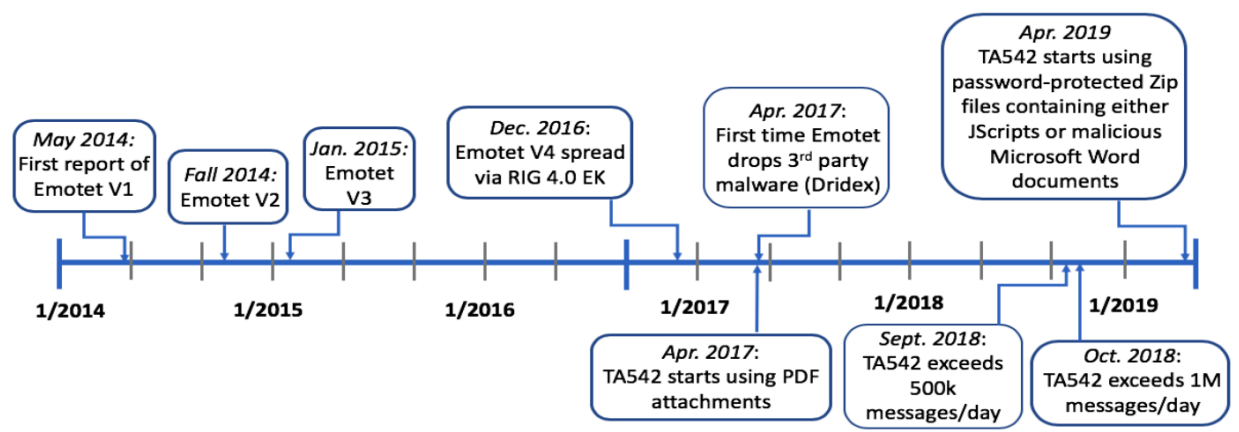 May 2014:
First report of
Emotet V1
Fall 2014:
Emotet V2
Jan. 2015:
Emotet
V3
Dec. 2016:
Emotet V4 spread
via RIG 4.0 EK
Apr. 2017:
First time Emotet
drops 3rd party
malware (Dridex)
Apr. 2019
TA542 starts using
password-protected Zip
files containing either
JScripts or malicious
Microsoft Word
documents
1/2014
1/2015
1/2016
1/2017
1/2018
1/2019
Apr. 2017:
TA542 starts using PDF
attachments
Sept. 2018:
TA542 exceeds
500k
messages/day
Oct. 2018:
TA542 exceeds 1M
messages/day